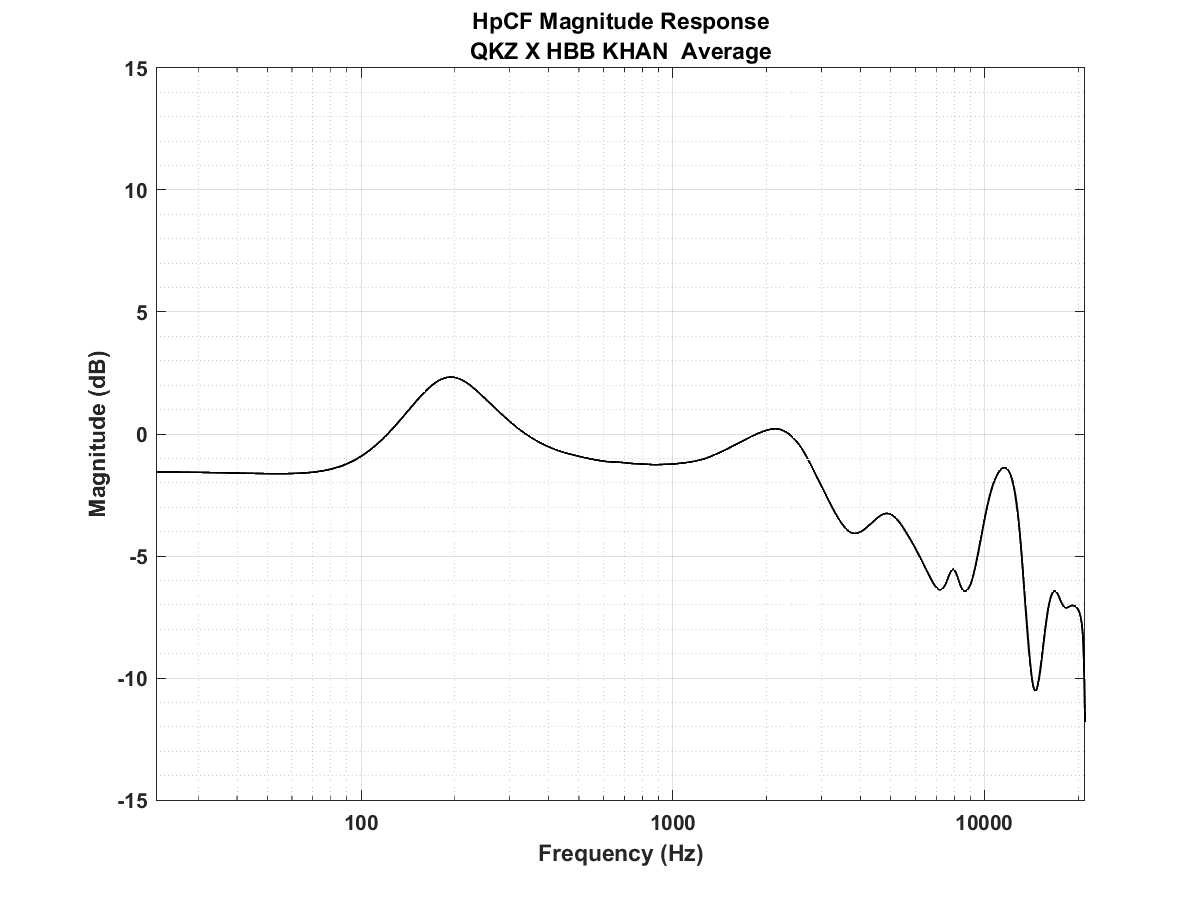 HpCF Magnitude Response
QKZ X HBB KHAN  Average
15
10
5
0
-5
-10
-15
Magnitude (dB)
100
1000
10000
Frequency (Hz)